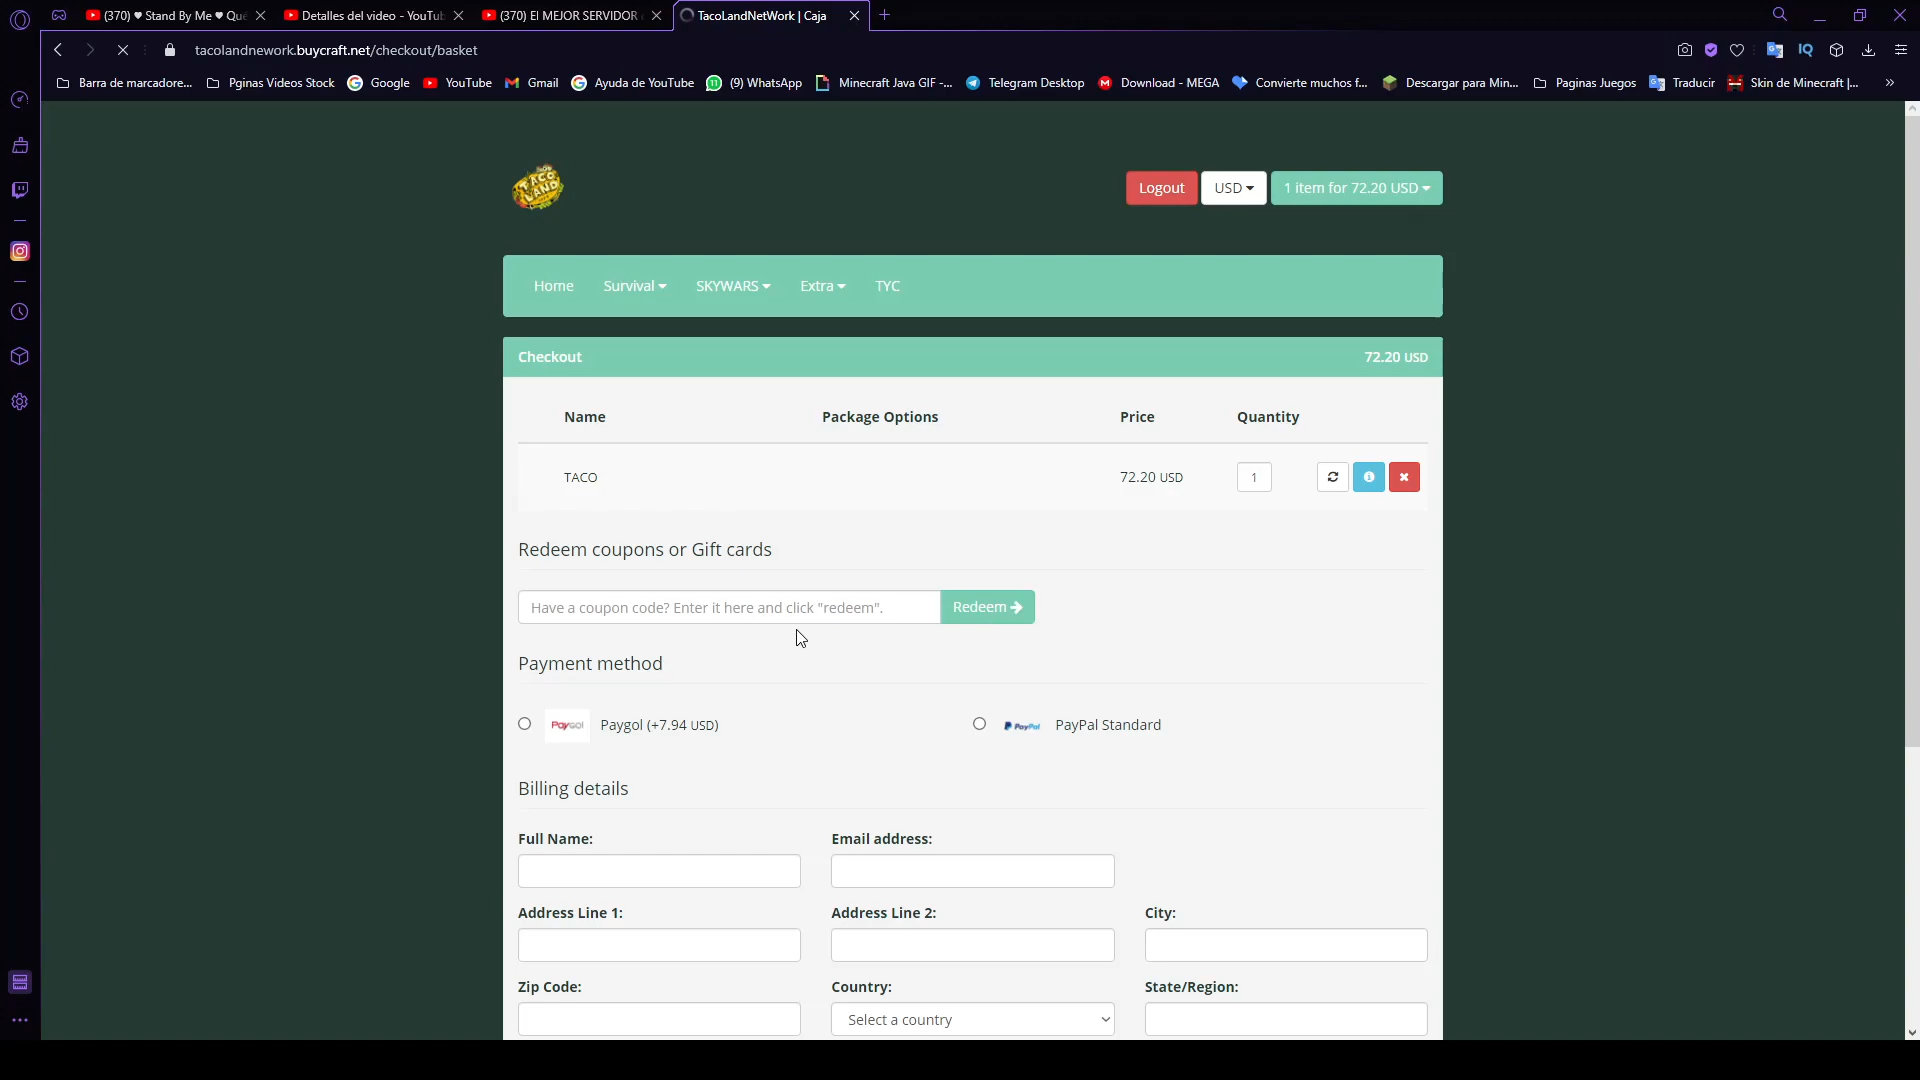 (370) ♥ Stand By Me ♥ Qué
Detalles del video - YouTub
(370) El MEJOR SERVIDOR
TacoLandNetWork | Caja
tacolandnework.buycraft.net/checkout/basket
Barra de marcadore...
Pginas Videos Stock
Google
YouTube
Gmail
Ayuda de YouTube
(9) WhatsApp
Minecraft Java GIF -...
Telegram Desktop
Download - MEGA
Convierte muchos f...
Descargar para Min...
Paginas Juegos
Traducir
Skin de Minecraft |...
TACO LAND
Logout
USD
1 item for 72.20 USD
Home
Survival
SKYWARS
Extra
TYC
Checkout
72.20 USD
Name
Package Options
Price
Quantity
TACO
72.20 USD
1
Redeem coupons or Gift cards
Have a coupon code? Enter it here and click "redeem".
Redeem
Payment method
Paygol
Paygol (+7.94 USD)
PayPal
PayPal Standard
Billing details
Full Name:
Email address:
Address Line 1:
Address Line 2:
City:
Zip Code:
Country:
State/Region:
Select a country